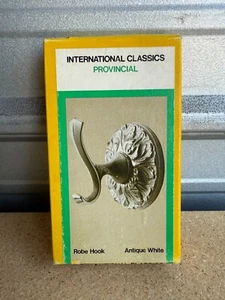 INTERNATIONAL CLASSICS
PROVINCIAL
Robe Hook Antique White